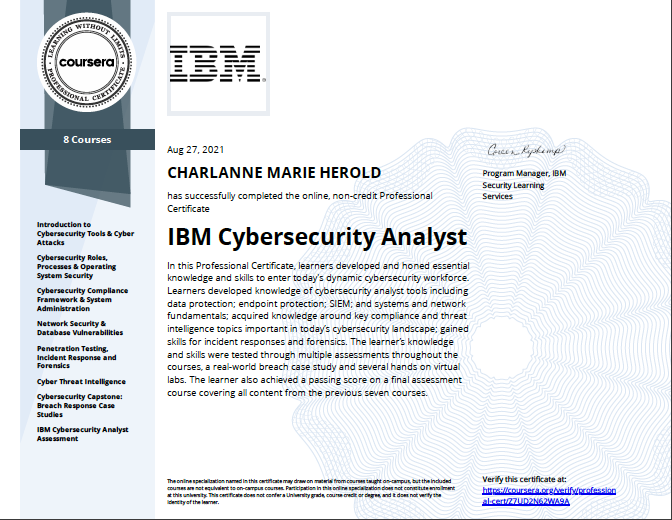 LEARNING WITHOUT LIMITS
coursera
PROFESSIONAL CERTIFICATE
8 Courses
Introduction to
Cybersecurity Tools & Cyber
Attacks
Cybersecurity Roles,
Processes & Operating
System Security
Cybersecurity Compliance
Framework & System
Administration
Network Security &
Database Vulnerabilities
Penetration Testing,
Incident Response and
Forensics
Cyber Threat Intelligence
Cybersecurity Capstone:
Breach Response Case
Studies
IBM Cybersecurity Analyst
Assessment
IBM
Aug 27, 2021
CHARLANNE MARIE HEROLD
has successfully completed the online, non-credit Professional
Certificate
IBM Cybersecurity Analyst
In this Professional Certificate, learners developed and honed essential
knowledge and skills to enter today's dynamic cybersecurity workforce.
Learners developed knowledge of cybersecurity analyst tools including
data protection; endpoint protection; SIEM; and systems and network
fundamentals; acquired knowledge around key compliance and threat
intelligence topics important in today's cybersecurity landscape; gained
skills for incident responses and forensics. The learner's knowledge
and skills were tested through multiple assessments throughout the
courses, a real-world breach case study and several hands on virtual
labs. The learner also achieved a passing score on a final assessment
course covering all content from the previous seven courses.
The online specialization named in this certificate may draw on material from courses taught on-campus, but the included
courses are not equivalent to on-campus courses. Participation in this online specialization does not constitute enrollment
at this university. This certificate does not confer a University grade, course credit or degree, and it does not verify the
identity of the learner.
Program Manager, IBM
Security Learning
Services
Verify this certificate at:
https://coursera.org/verify/profession
al-cert/Z7UD2N62WA9A